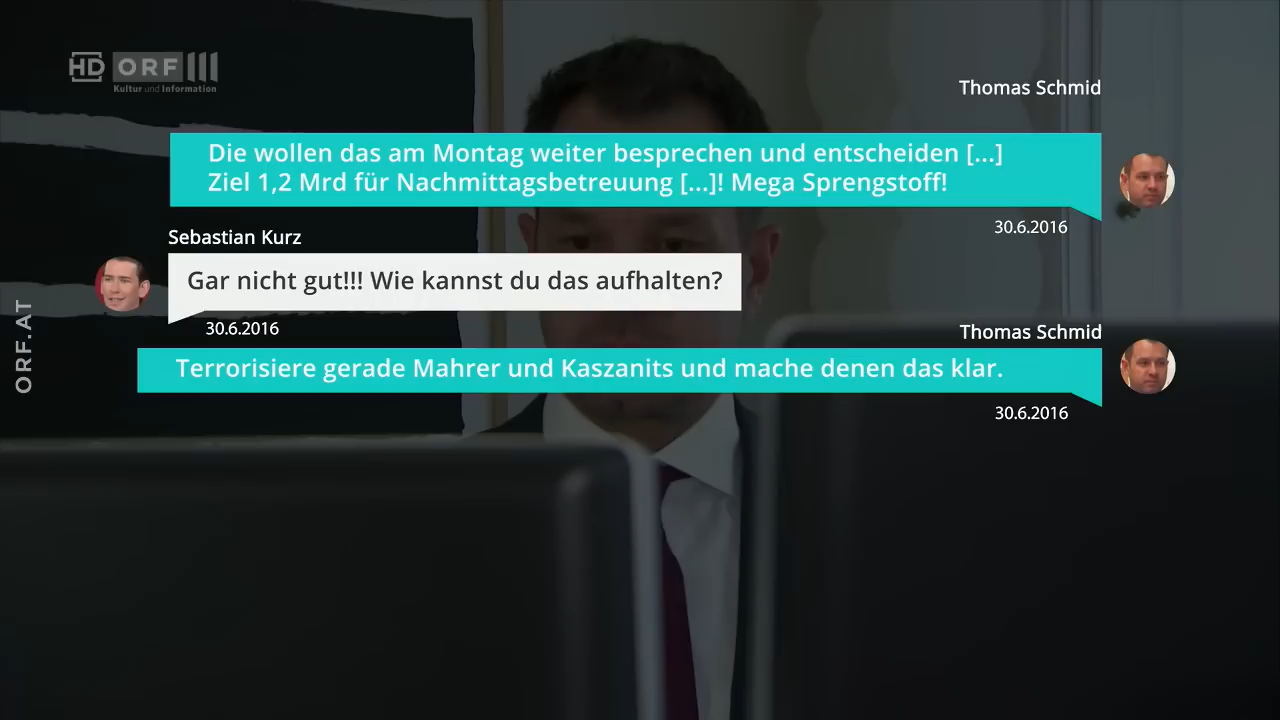 HD ORF III
Kultur und Information
Thomas Schmid
Die wollen das am Montag weiter besprechen und entscheiden [...]
Ziel 1,2 Mrd für Nachmittagsbetreuung [...]! Mega Sprengstoff!
30.6.2016
Sebastian Kurz
Gar nicht gut!!! Wie kannst du das aufhalten?
30.6.2016
Thomas Schmid
Terrorisiere gerade Mahrer und Kaszanits und mache denen das klar.
30.6.2016
ORF.AT